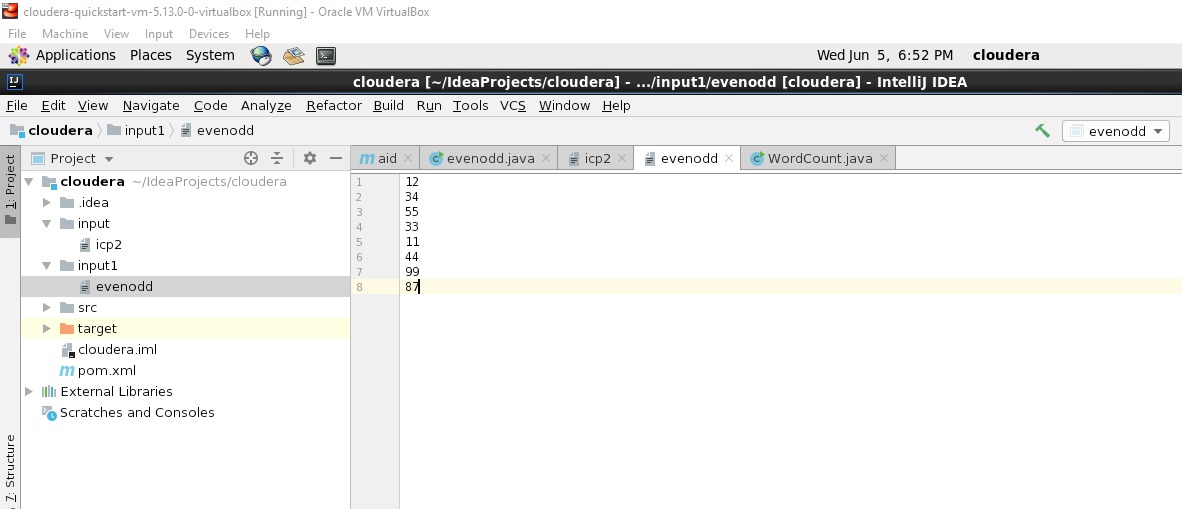 cloudera-quickstart-vm-5.13.0-0-virtualbox [Running] - Oracle VM VirtualBox
File Machine View Input Devices Help
Applications Places System Wed Jun 5, 6:52 PM cloudera
IJ cloudera [~/IdeaProjects/cloudera] - .../input1/evenodd [cloudera] - IntelliJ IDEA
File Edit View Navigate Code Analyze Refactor Build Run Tools VCS Window Help
cloudera input1 evenodd evenodd
1: Project
Project
m aid evenodd.java icp2 evenodd WordCount.java
cloudera ~/IdeaProjects/cloudera
.idea
input
icp2
input1
evenodd
src
target
cloudera.iml
m pom.xml
External Libraries
Scratches and Consoles
7: Structure
1 12
2 34
3 55
4 33
5 11
6 44
7 99
8 87